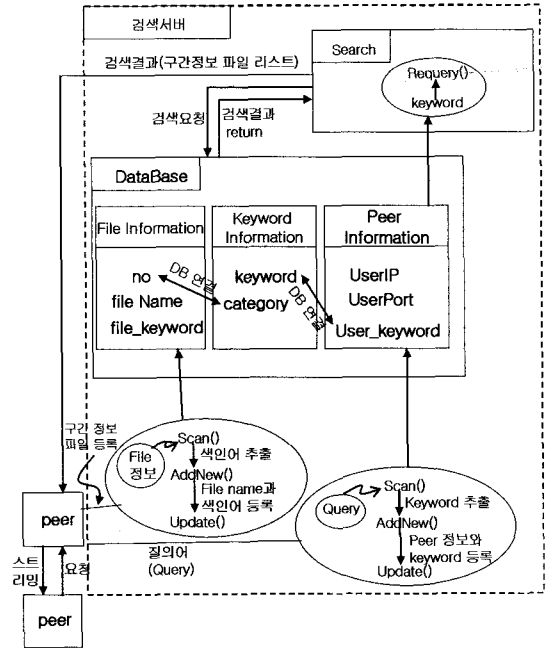 검색서버
Search
검색결과(구간정보 파일 리스트)
Requery()
keyword
검색요청
검색결과
return
DataBase
File Information
Keyword
Information
Peer
Information
no
file Name
file_keyword
DB 연결
keyword
category
DB 연결
UserIP
UserPort
User_keyword
구간 정보
파일 등록
File
정보
Scan()
색인어 추출
AddNew()
File name과
색인어 등록
Update()
Query
Scan()
Keyword 추출
AddNew()
Peer 정보와
keyword 등록
Update()
peer
질의어
(Query)
스트
리밍
요청
peer